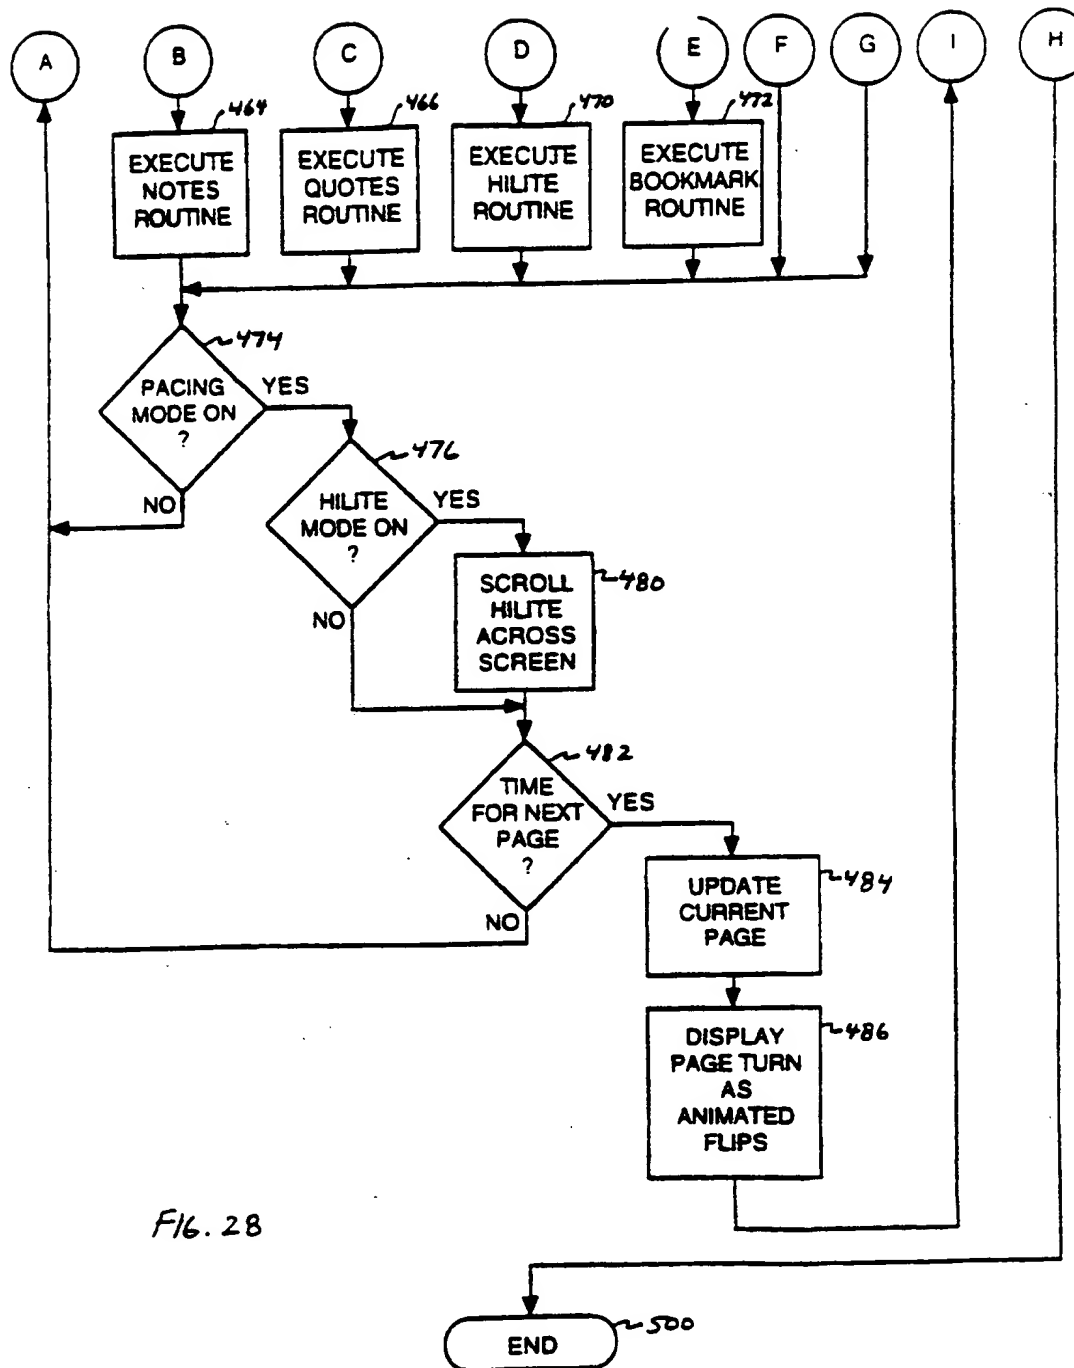 A
B
C
D
E
F
G
I
H
464
466
470
472
EXECUTE
NOTES
ROUTINE
EXECUTE
QUOTES
ROUTINE
EXECUTE
HILITE
ROUTINE
EXECUTE
BOOKMARK
ROUTINE
474
PACING
MODE ON
?
YES
NO
476
HILITE
MODE ON
?
YES
NO
480
SCROLL
HILITE
ACROSS
SCREEN
482
TIME
FOR NEXT
PAGE
?
YES
NO
484
UPDATE
CURRENT
PAGE
486
DISPLAY
PAGE TURN
AS
ANIMATED
FLIPS
FIG. 28
END
500